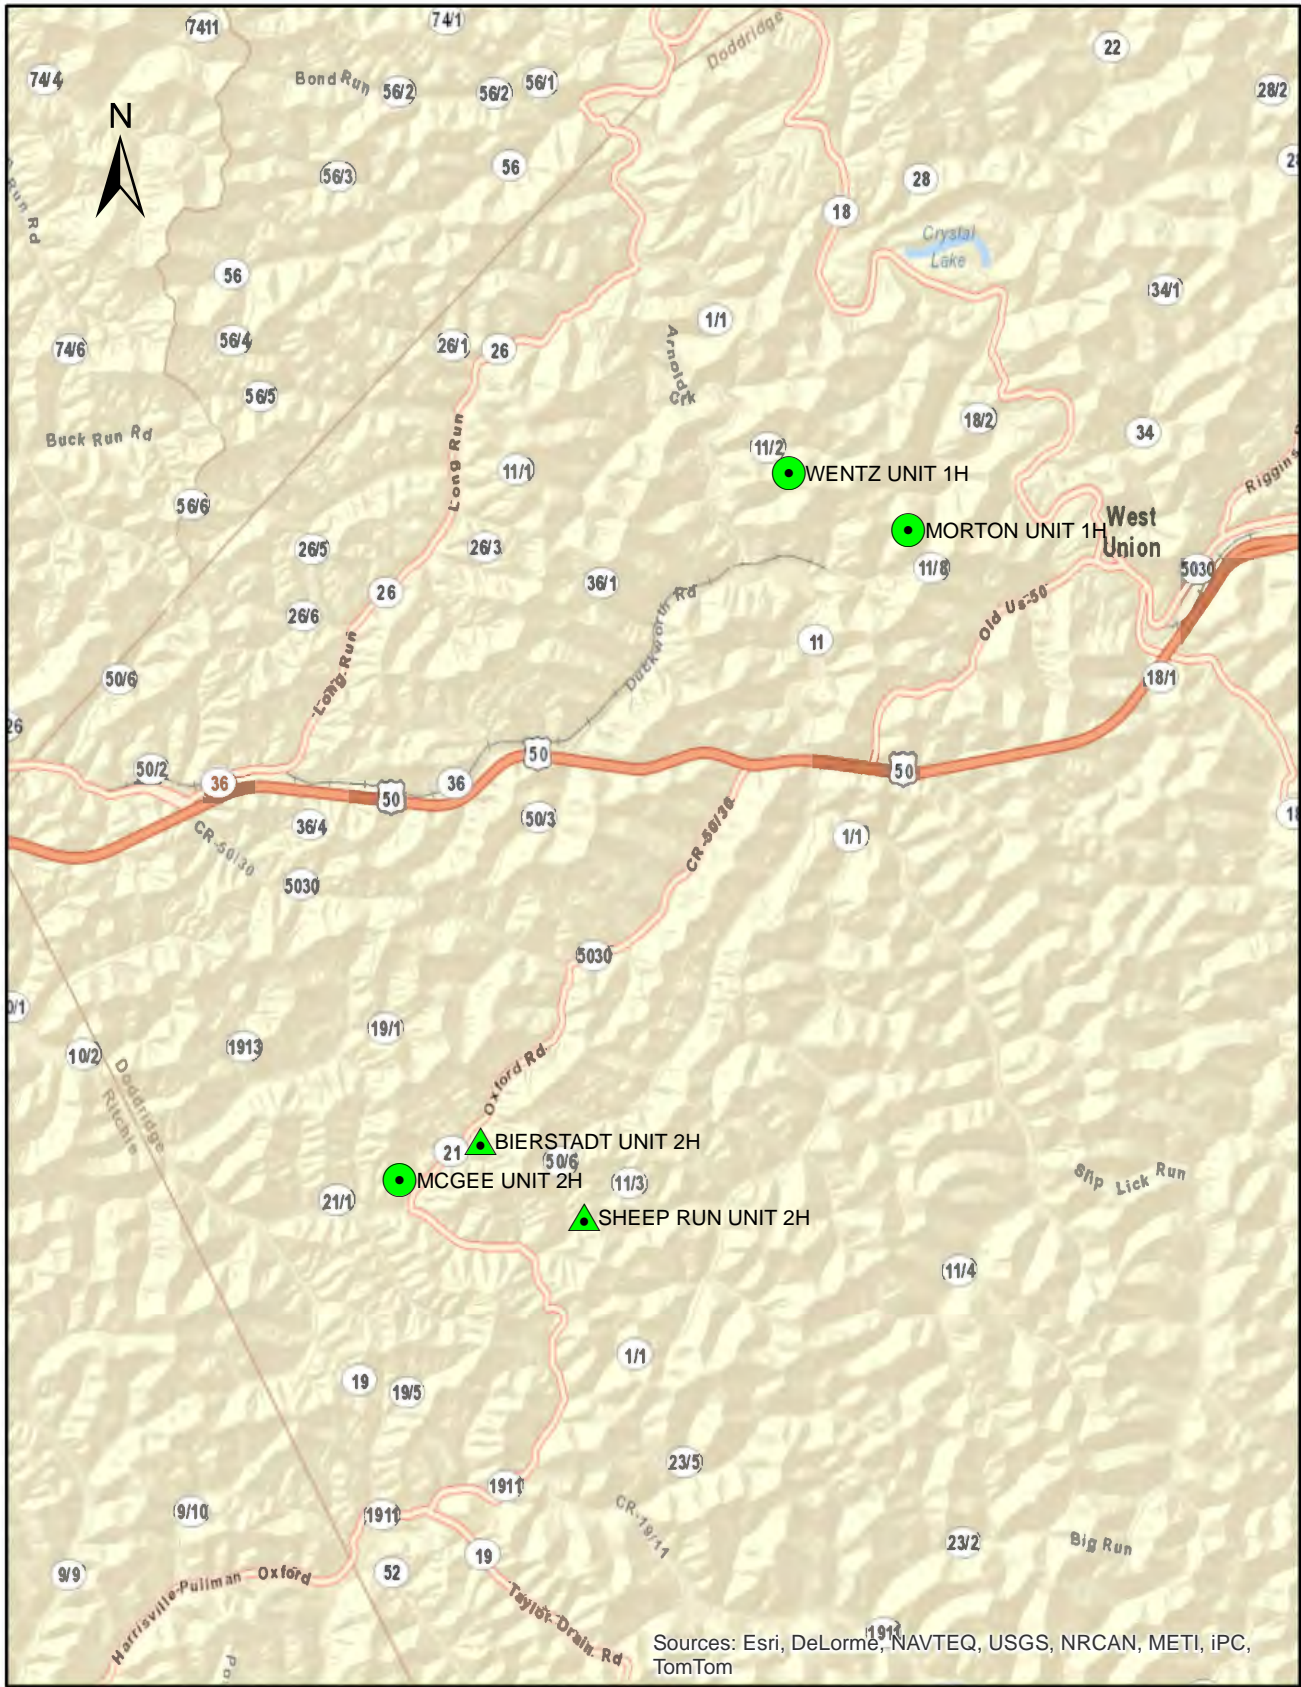 7411
74/1
Doddridge
22
74/4
Bond Run
56/2
56/2
56/1
28/2
N
56
56/3
28
Run Rd
18
Crystal
Lake
56
34/1
1/1
56/4
74/6
26/1
26
Arnold
Crk
56/5
18/2
Buck Run Rd
Long Run
11/2
34
11/1
WENTZ UNIT 1H
Riggins
56/6
West
Union
MORTON UNIT 1H
26/5
26/3
11/8
5030
36/1
26
Duckworth Rd
Old Us-50
26/6
11
Long Run
50/6
18/1
26
50/2
36
36
50
50
50
18
36/4
50/3
CR-50/30
CR-50/30
1/1
5030
5030
0/1
19/1
1913
10/2
Doddridge
Ritchie
Oxford Rd
21
BIERSTADT UNIT 2H
50/6
MCGEE UNIT 2H
11/3
21/1
Slip Lick Run
SHEEP RUN UNIT 2H
11/4
1/1
19
19/5
23/5
1911
9/10
1911
CR-19/11
23/2
Big Run
19
52
9/9
Harrisville-Pullman Oxford
Taylor Drain Rd
1911
Sources: Esri, DeLorme, NAVTEQ, USGS, NRCAN, METI, iPC,
TomTom